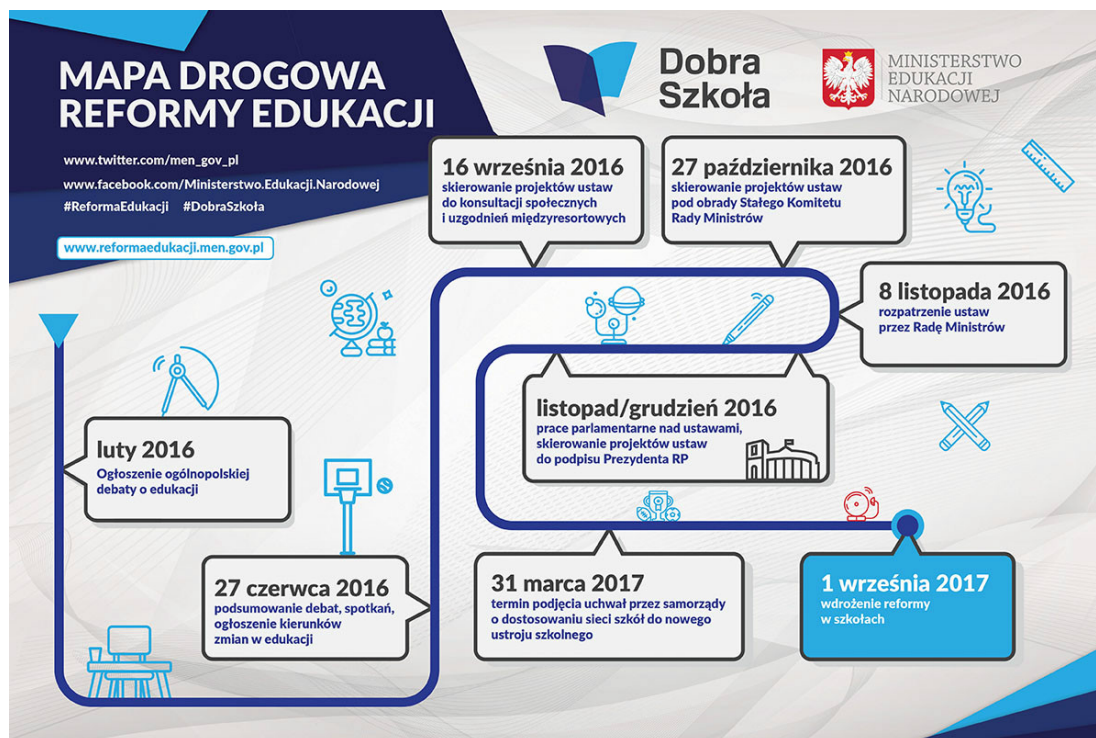 MAPA DROGOWA
REFORMY EDUKACJI
www.twitter.com/men_gov_pl
www.facebook.com/Ministerstwo.Edukacji.Narodowej
#ReformaEdukacji #DobraSzkoła
www.reformaedukacji.men.gov.pl
Dobra
Szkoła
MINISTERSTWO
EDUKACJI
NARODOWEJ
luty 2016
Ogłoszenie ogólnopolskiej
debaty o edukacji
27 czerwca 2016
podsumowanie debat, spotkań,
ogłoszenie kierunków
zmian w edukacji
16 września 2016
skierowanie projektów ustaw
do konsultacji społecznych
i uzgodnień międzyresortowych
27 października 2016
skierowanie projektów ustaw
pod obrady Stałego Komitetu
Rady Ministrów
8 listopada 2016
rozpatrzenie ustaw
przez Radę Ministrów
listopad/grudzień 2016
prace parlamentarne nad ustawami,
skierowanie projektów ustaw
do podpisu Prezydenta RP
31 marca 2017
termin podjęcia uchwał przez samorządy
o dostosowaniu sieci szkół do nowego
ustroju szkolnego
1 września 2017
wdrożenie reformy
w szkołach